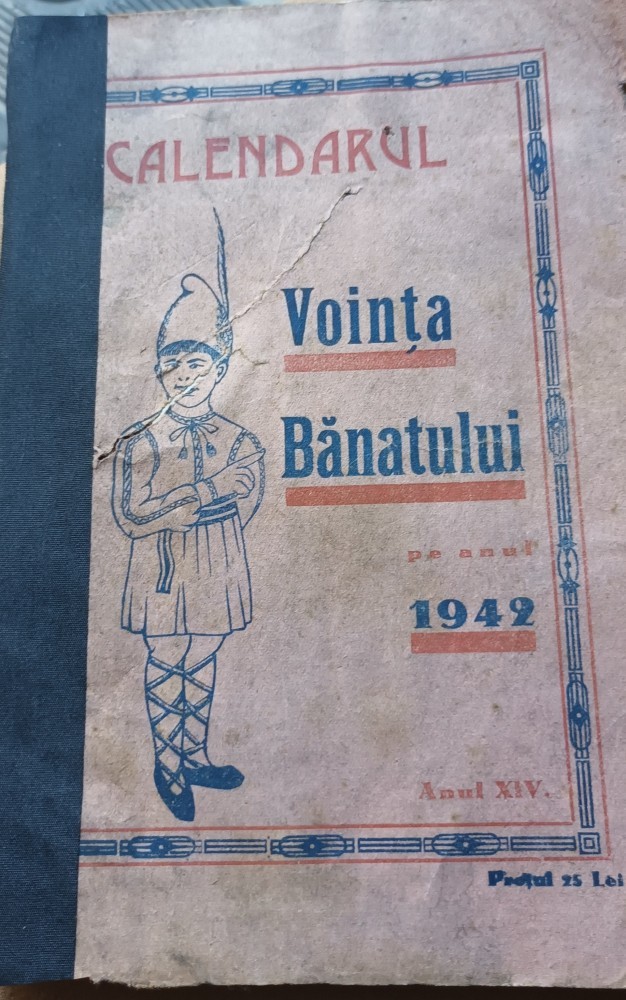 CALENDARUL
Voința
Bănatului
pe anul
1942
Anul XIV.
Prețul 25 Lei